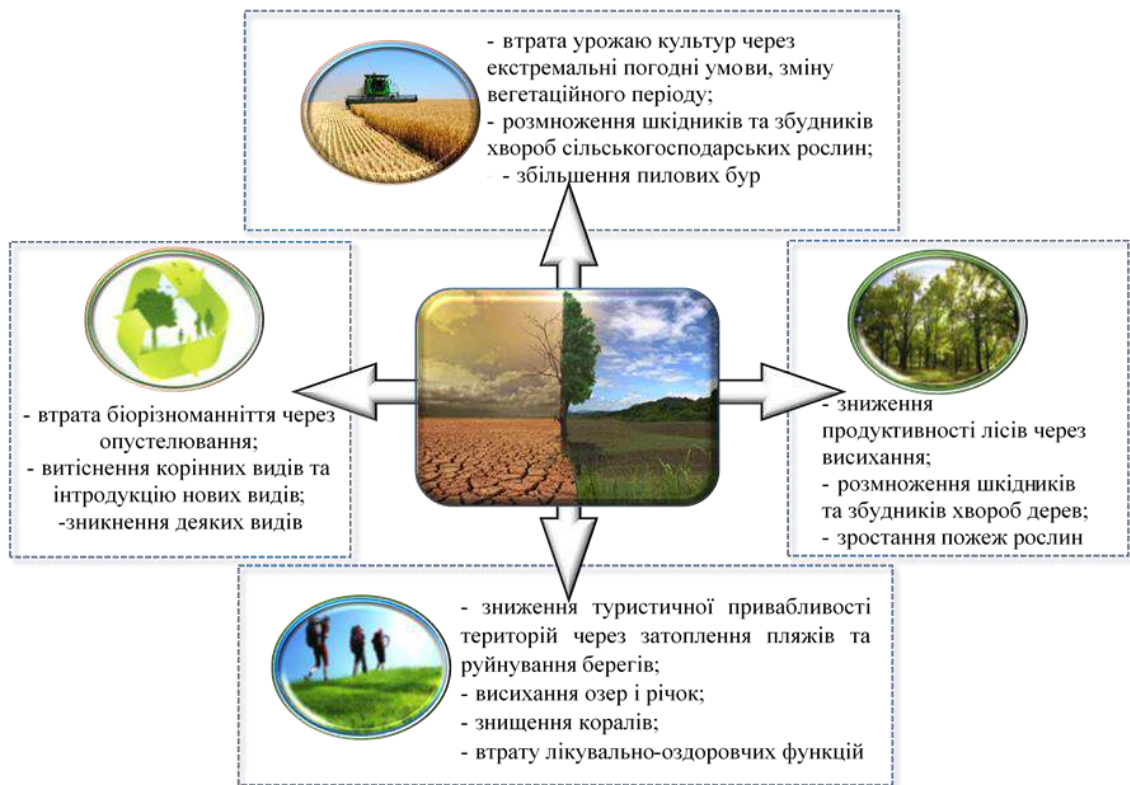 - втрата урожаю культур через
екстремальні погодні умови, зміну
вегетаційного періоду;
- розмноження шкідників та збудників
хвороб сільськогосподарських рослин;
- збільшення пилових бур
- втрата біорізноманніття через
опустелювання;
- витіснення корінних видів та
інтродукцію нових видів;
-зникнення деяких видів
- зниження
продуктивності лісів через
висихання;
- розмноження шкідників
та збудників хвороб дерев;
- зростання пожеж рослин
- зниження туристичної привабливості
територій через затоплення пляжів та
руйнування берегів;
- висихання озер і річок;
- знищення коралів;
- втрату лікувально-оздоровчих функцій